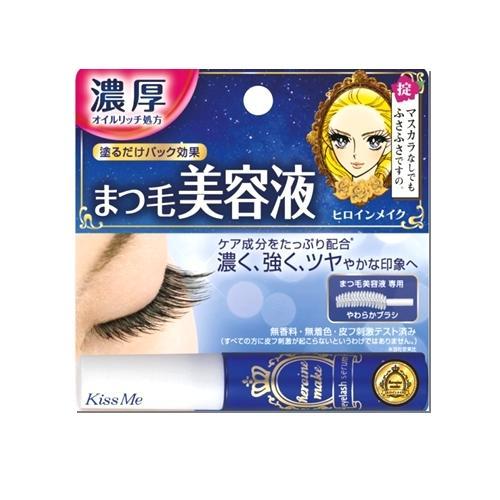 濃厚
オイルリッチ処方
掟
マスカラなしでも
ふさふさですの。
塗るだけパック効果
まつ毛美容液
ヒロインメイク
ケア成分をたっぷり配合
濃く、強く、ツヤやかな印象へ
まつ毛美容液 専用
やわらかブラシ
無香料・無着色・皮フ刺激テスト済み
(すべての方に皮フ刺激が起こらないというわけではありません)
Kiss Me
heroine
make
eyelash serum
heroine
make